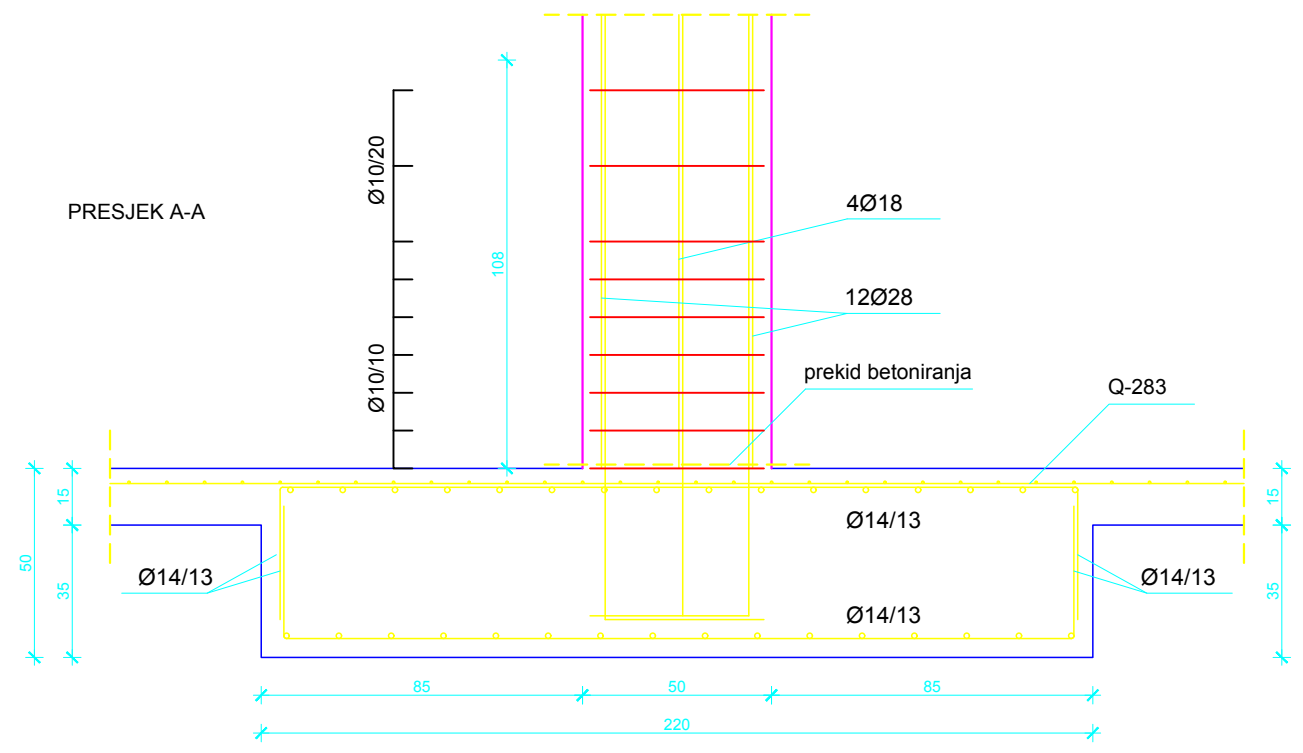 PRESJEK A-A
Ø10/20
Ø10/10
108
4Ø18
12Ø28
prekid betoniranja
Q-283
15
50
35
Ø14/13
Ø14/13
Ø14/13
Ø14/13
15
35
85
50
85
220